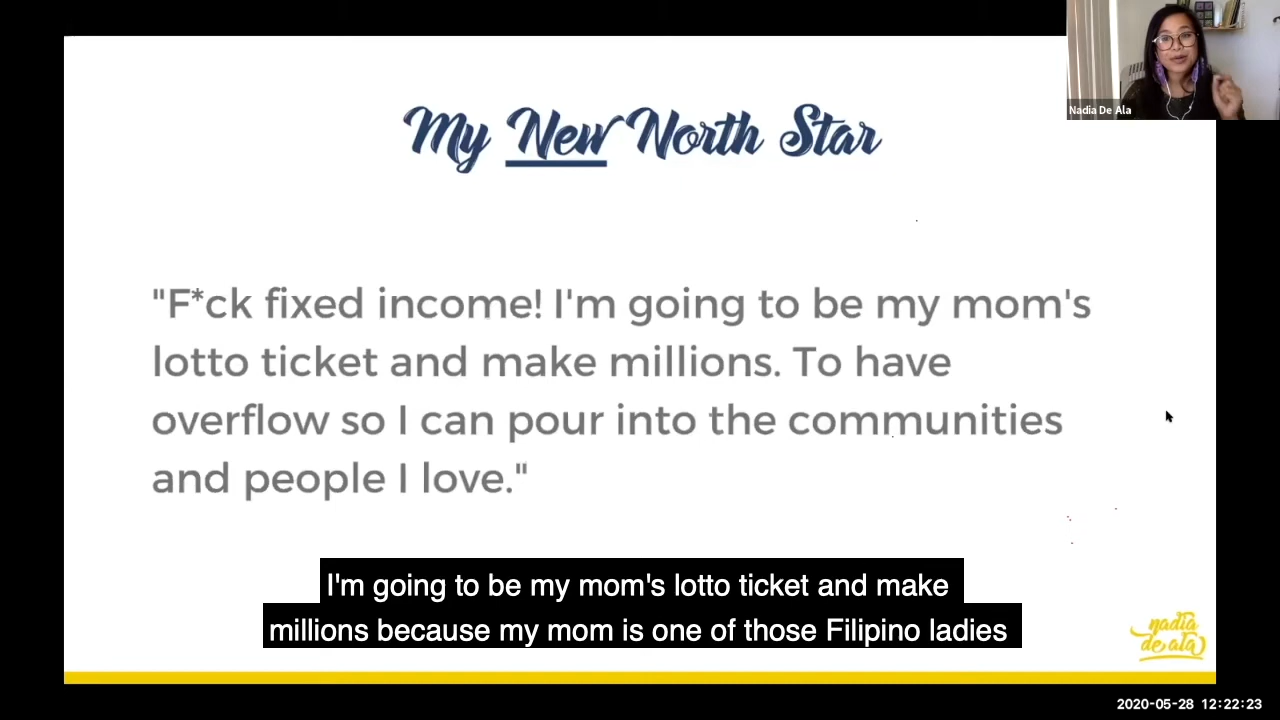 Nadia De Ala
My New North Star
"F*ck fixed income! I'm going to be my mom's
lotto ticket and make millions. To have
overflow so I can pour into the communities
and people I love."
I'm going to be my mom's lotto ticket and make
millions because my mom is one of those Filipino ladies
nadia
de ala
2020-05-28 12:22:23